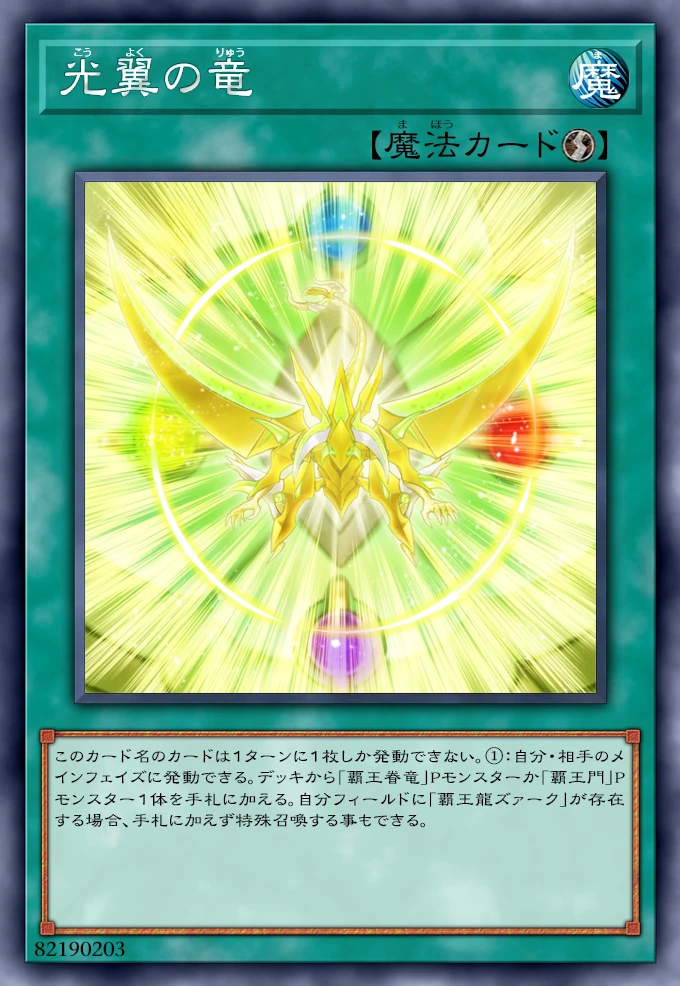 光翼の竜
魔
【魔法カード】
このカード名のカードは1ターンに1枚しか発動できない。①:自分・相手のメ
インフェイズに発動できる。デッキから「覇王眷竜」Pモンスターか「覇王門」P
モンスター1体を手札に加える。自分フィールドに「覇王龍ズァーク」が存在
する場合、手札に加えず特殊召喚する事もできる。
82190203